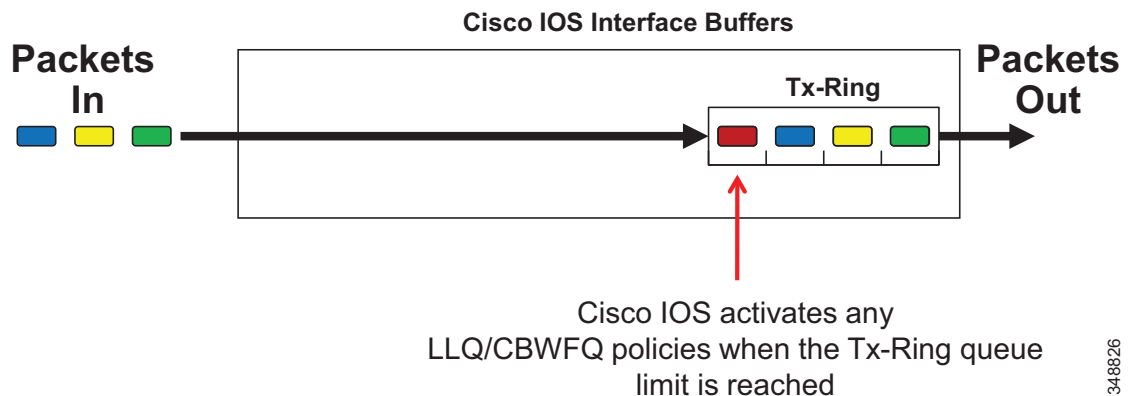 Cisco IOS Interface Buffers
Packets
In
Packets
Out
Tx-Ring
Cisco IOS activates any
LLQ/CBWFQ policies when the Tx-Ring queue
limit is reached
348826